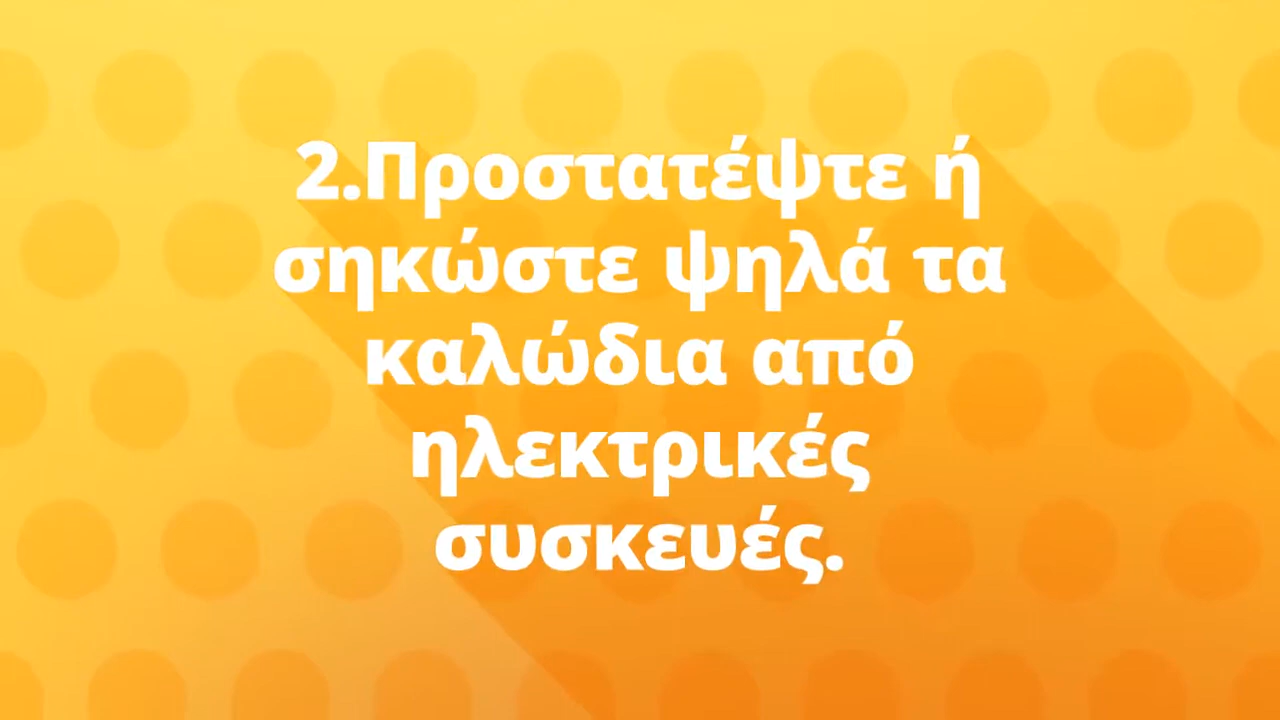 2.Προστατέψτε ή
σηκώστε ψηλά τα
καλώδια από
ηλεκτρικές
συσκευές.